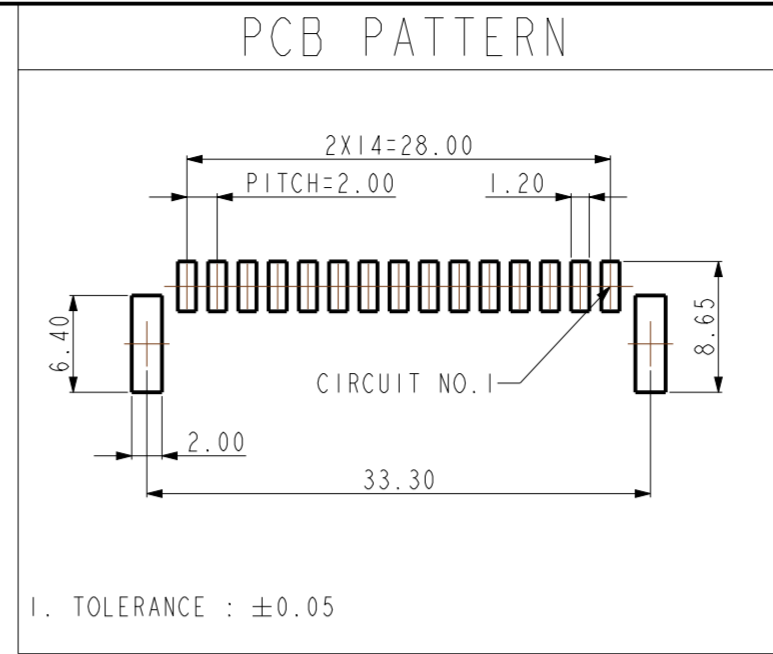 PCB PATTERN
2X14=28.00
PITCH=2.00
1.20
6.40
8.65
CIRCUIT NO.1
2.00
33.30
1. TOLERANCE : ±0.05